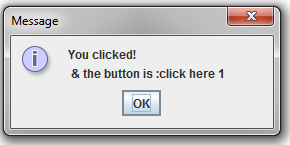 Message
You clicked!
& the button is :click here 1
OK